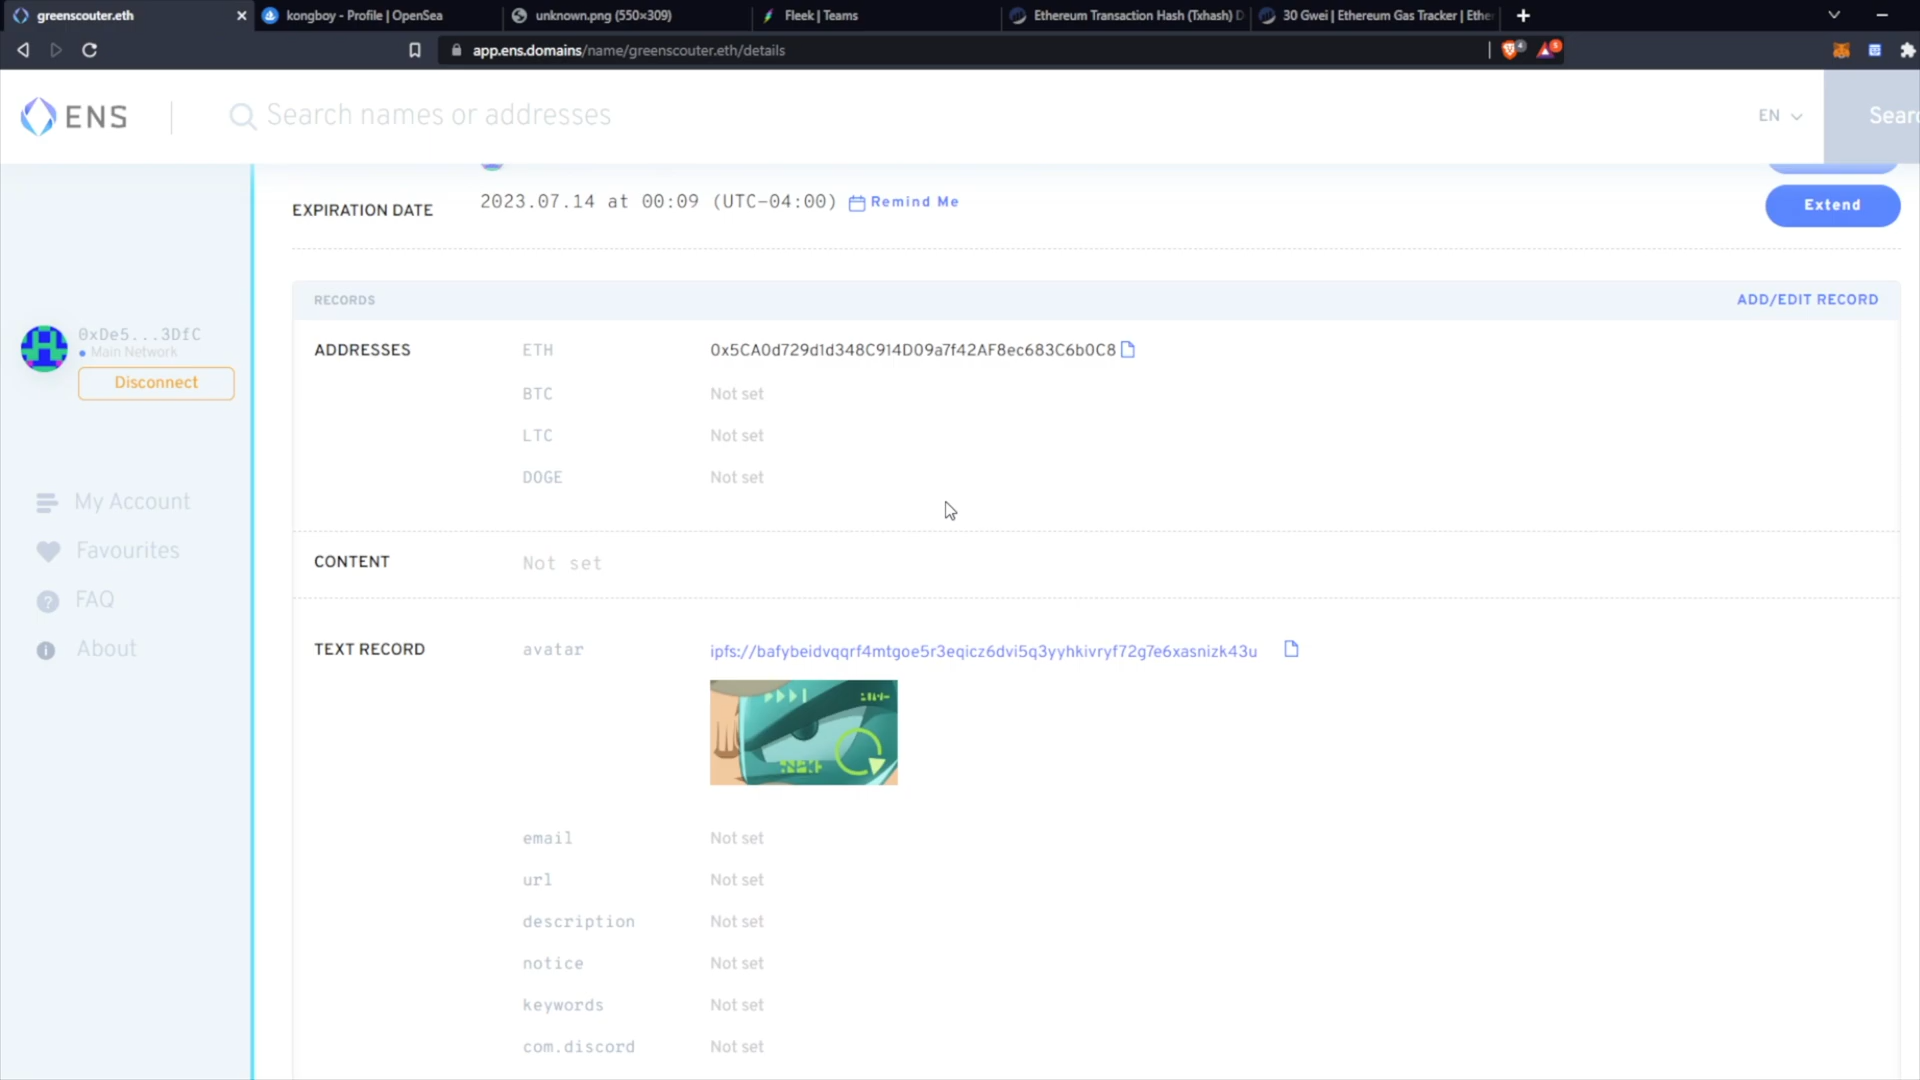 greenscouter.eth
kongboy - Profile | OpenSea
unknown.png (550×309)
Fleek | Teams
Ethereum Transaction Hash (Txhash) D
30 Gwei | Ethereum Gas Tracker | Ethe
app.ens.domains/name/greenscouter.eth/details
4
5
ENS
Search names or addresses
EN
Searc
EXPIRATION DATE
2023.07.14 at 00:09 (UTC-04:00)
Remind Me
Extend
0xDe5...3DfC
Main Network
Disconnect
My Account
Favourites
FAQ
About
RECORDS
ADD/EDIT RECORD
ADDRESSES
ETH
0x5CA0d729d1d348C914D09a7f42AF8ec683C6b0C8
BTC
Not set
LTC
Not set
DOGE
Not set
CONTENT
Not set
TEXT RECORD
avatar
ipfs://bafybeidvqqrf4mtgoe5r3eqicz6dvi5q3yyhkivryf72g7e6xasnizk43u
email
Not set
url
Not set
description
Not set
notice
Not set
keywords
Not set
com.discord
Not set